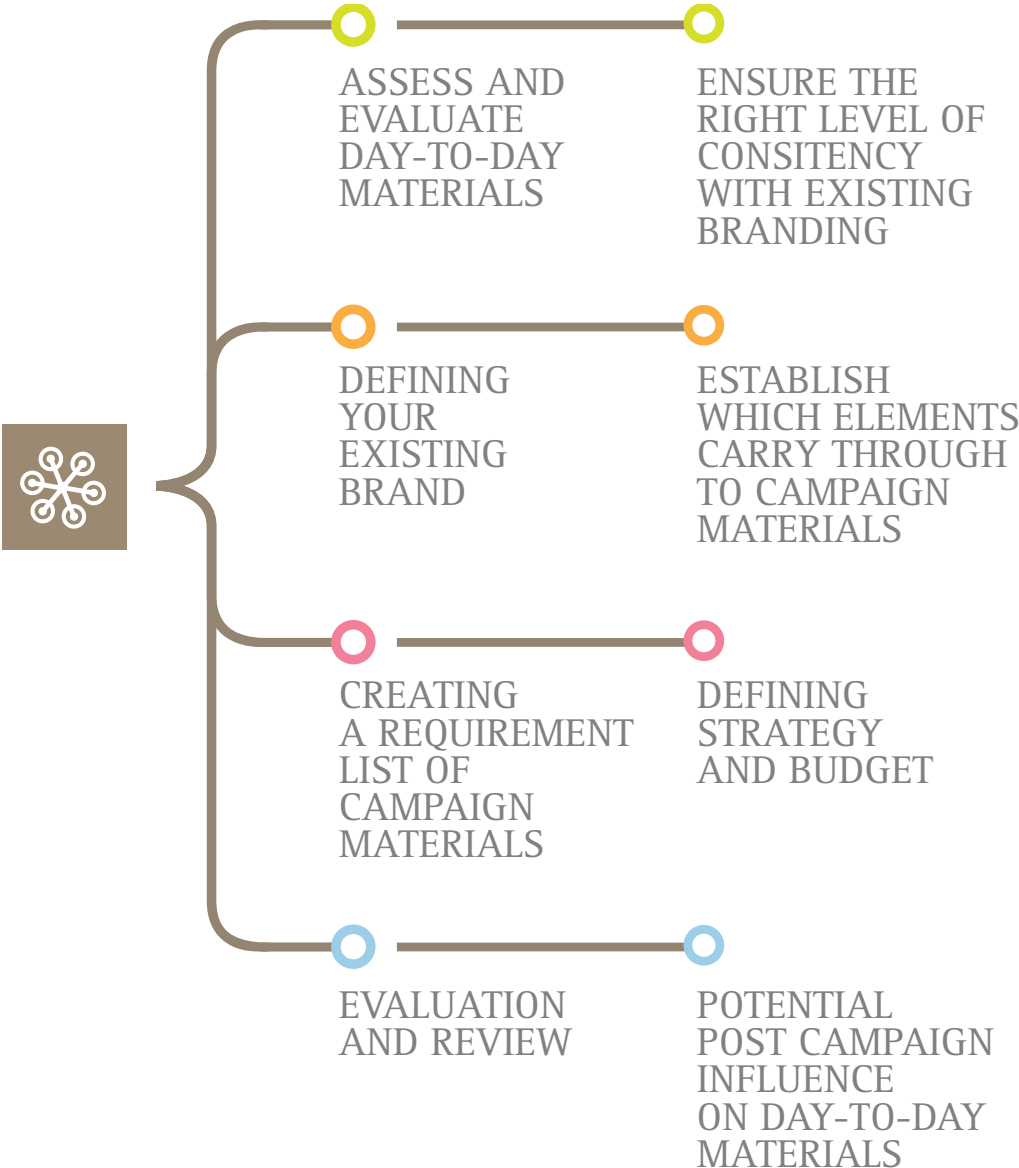 ASSESS AND
EVALUATE
DAY-TO-DAY
MATERIALS
ENSURE THE
RIGHT LEVEL OF
CONSITENCY
WITH EXISTING
BRANDING
DEFINING
YOUR
EXISTING
BRAND
ESTABLISH
WHICH ELEMENTS
CARRY THROUGH
TO CAMPAIGN
MATERIALS
CREATING
A REQUIREMENT
LIST OF
CAMPAIGN
MATERIALS
DEFINING
STRATEGY
AND BUDGET
EVALUATION
AND REVIEW
POTENTIAL
POST CAMPAIGN
INFLUENCE
ON DAY-TO-DAY
MATERIALS